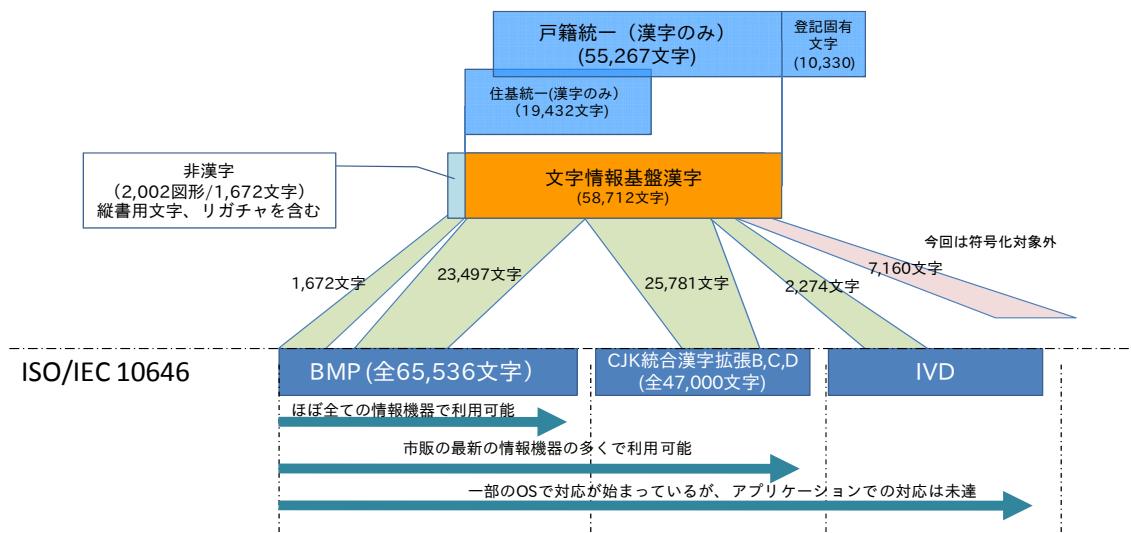 戸籍統一（漢字のみ）
(55,267文字)
登記固有
文字
(10,330)
住基統一(漢字のみ）
（19,432文字)
非漢字
（2,002図形/1,672文字）
縦書用文字、リガチャを含む
文字情報基盤漢字
(58,712文字)
今回は符号化対象外
1,672文字
23,497文字
25,781文字
2,274文字
7,160文字
ISO/IEC 10646
BMP (全65,536文字）
CJK統合漢字拡張B,C,D
(全47,000文字)
IVD
ほぼ全ての情報機器で利用可能
市販の最新の情報機器の多くで利用可能
一部のOSで対応が始まっているが、アプリケーションでの対応は未達